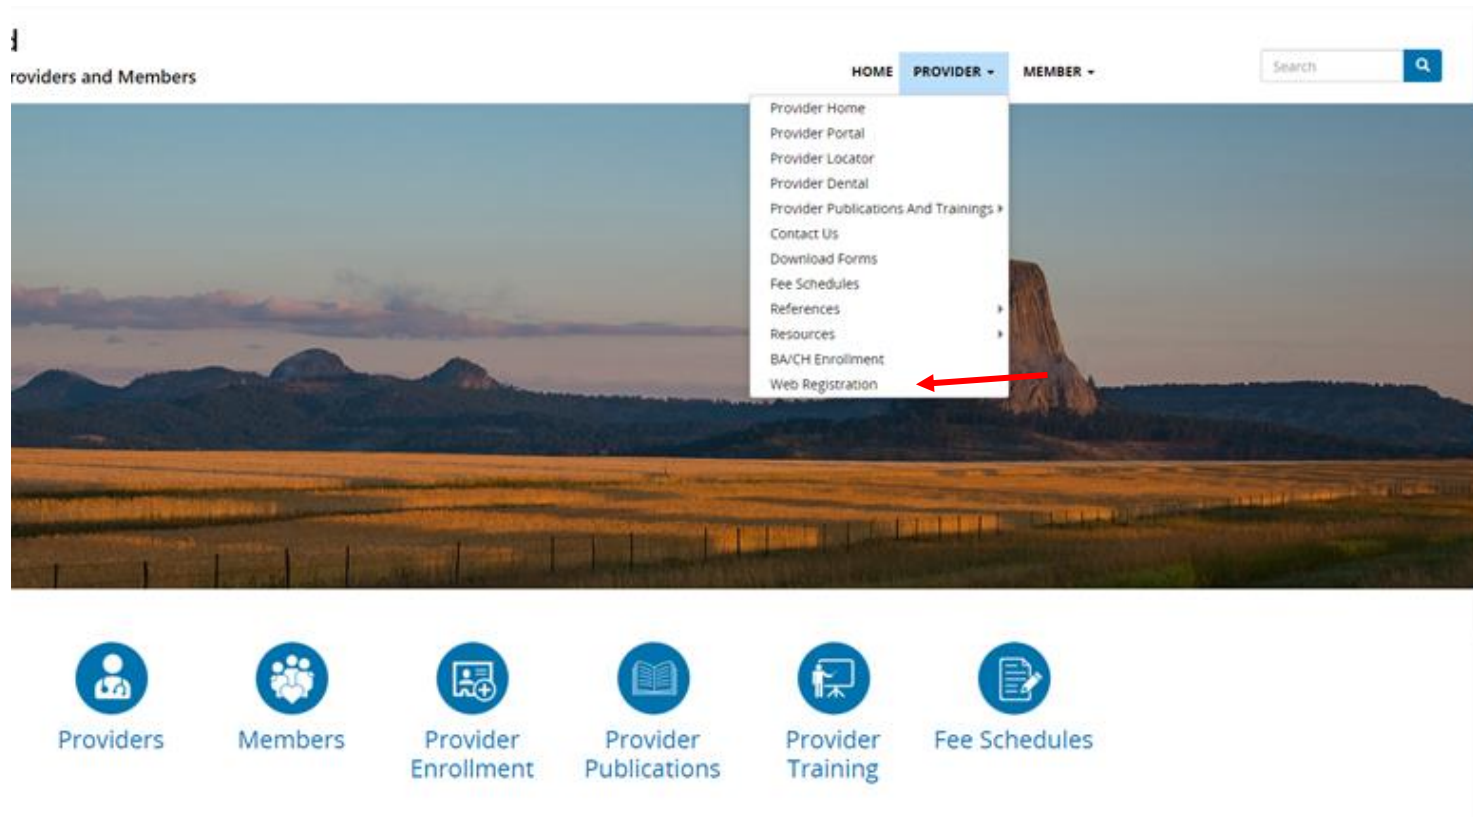 d
roviders and Members
HOME PROVIDER MEMBER Search
Provider Home
Provider Portal
Provider Locator
Provider Dental
Provider Publications And Trainings
Contact Us
Download Forms
Fee Schedules
References
Resources
BA/CH Enrollment
Web Registration
Providers
Members
Provider
Enrollment
Provider
Publications
Provider
Training
Fee Schedules